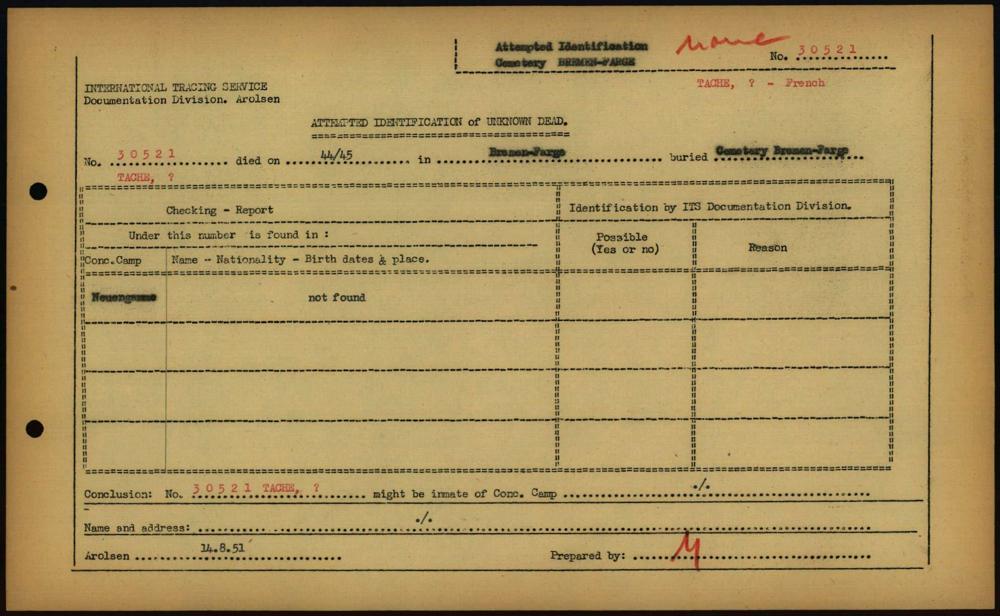 Attempted Identification
Cemetery BREMEN-FARGE
None
No. 30521
TACHE, ? - French
INTERNATIONAL TRACING SERVICE
Documentation Division. Arolsen
ATTEMPTED IDENTIFICATION of UNKNOWN DEAD.
No. 30521 died on 44/45 in Bremen-Farge buried Cemetery Bremen-Farge
TACHE, ?
Checking - Report
Identification by ITS Documentation Division.
Under this number is found in :
Possible
(Yes or no)
Reason
Conc.Camp
Name - Nationality - Birth dates & place.
Neuengamme
not found
Conclusion: No. 30521 TACHE, ? might be inmate of Conc. Camp ./.
Name and address: ./.
Arolsen 14.8.51
Prepared by: M